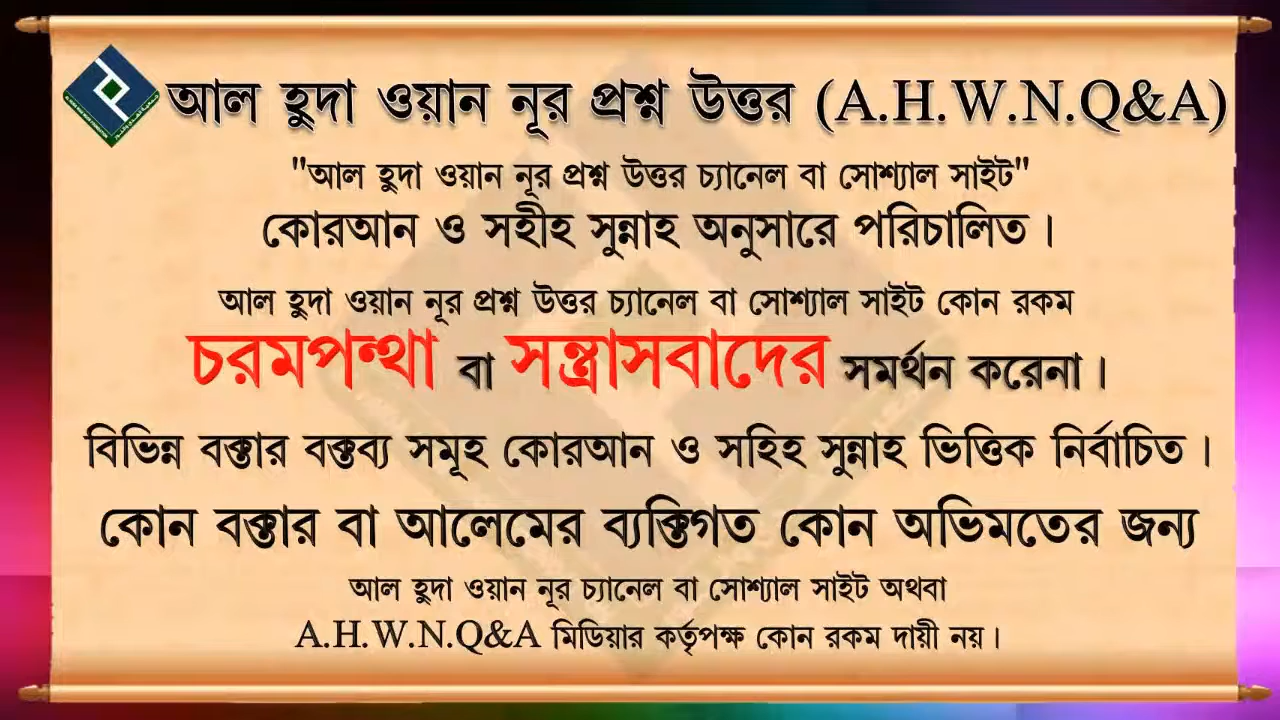 আল হুদা ওয়ান নূর প্রশ্ন উত্তর (A.H.W.N.Q&A)
"আল হুদা ওয়ান নূর প্রশ্ন উত্তর চ্যানেল বা সোশ্যাল সাইট"
কোরআন ও সহীহ সুন্নাহ অনুসারে পরিচালিত।
আল হুদা ওয়ান নূর প্রশ্ন উত্তর চ্যানেল বা সোশ্যাল সাইট কোন রকম
চরমপন্থা বা সন্ত্রাসবাদের সমর্থন করেনা।
বিভিন্ন বক্তার বক্তব্য সমূহ কোরআন ও সহিহ সুন্নাহ ভিত্তিক নির্বাচিত।
কোন বক্তার বা আলেমের ব্যক্তিগত কোন অভিমতের জন্য
আল হুদা ওয়ান নূর চ্যানেল বা সোশ্যাল সাইট অথবা
A.H.W.N.Q&A মিডিয়ার কর্তৃপক্ষ কোন রকম দায়ী নয়।